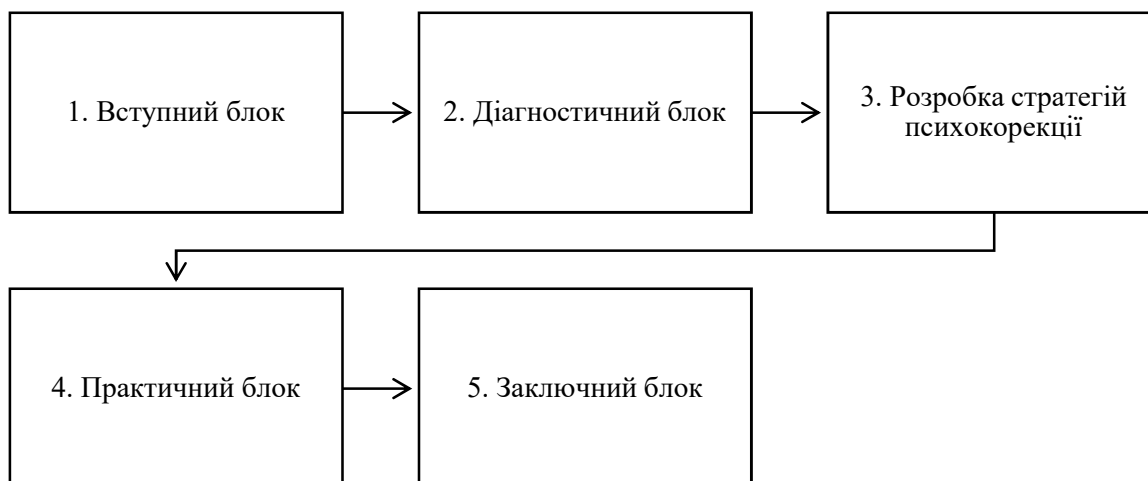 1. Вступний блок
2. Діагностичний блок
3. Розробка стратегій
психокорекції
4. Практичний блок
5. Заключний блок